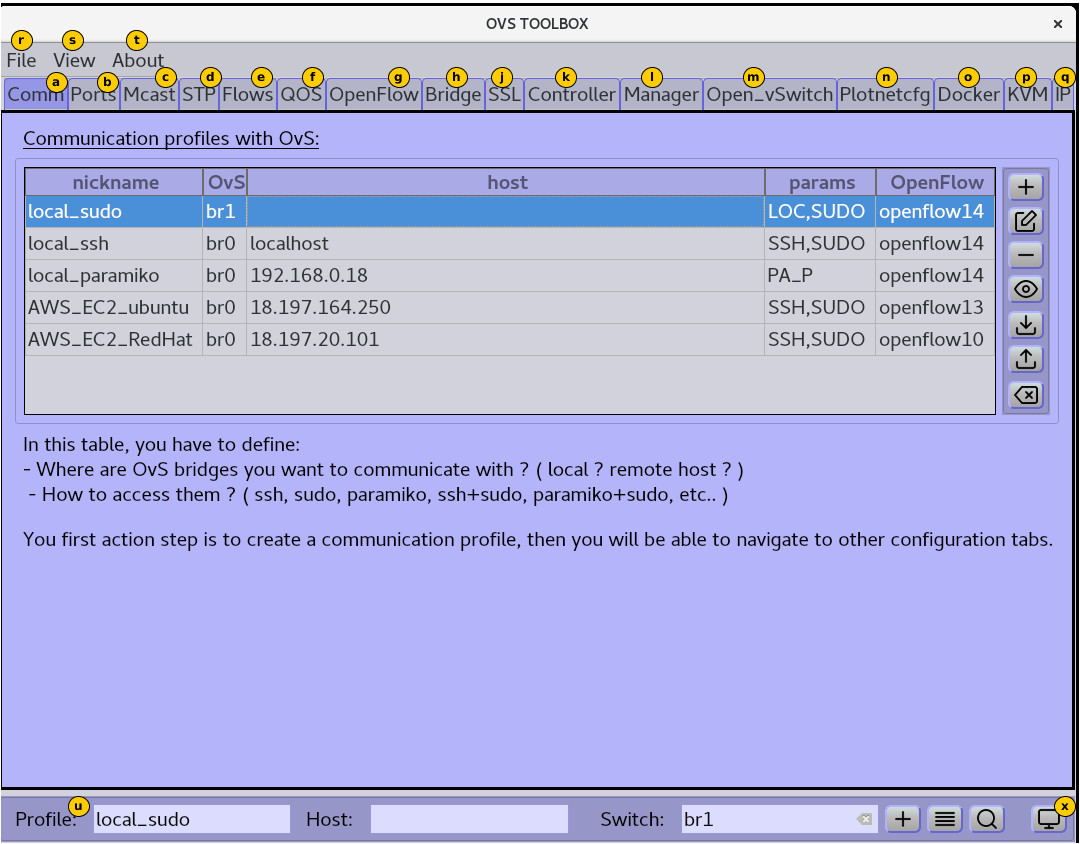 OVS TOOLBOX ×
r s t
File View About
a b c d e f g h j k l m n o p q
Comm Ports Mcast STP Flows QOS OpenFlow Bridge SSL Controller Manager Open_vSwitch Plotnetcfg Docker KVM IP
Communication profiles with OvS:
nickname OvS host params OpenFlow
local_sudo br1 LOC,SUDO openflow14
local_ssh br0 localhost SSH,SUDO openflow14
local_paramiko br0 192.168.0.18 PA_P openflow14
AWS_EC2_ubuntu br0 18.197.164.250 SSH,SUDO openflow13
AWS_EC2_RedHat br0 18.197.20.101 SSH,SUDO openflow10
In this table, you have to define:
- Where are OvS bridges you want to communicate with ? ( local ? remote host ? )
- How to access them ? ( ssh, sudo, paramiko, ssh+sudo, paramiko+sudo, etc.. )
You first action step is to create a communication profile, then you will be able to navigate to other configuration tabs.
u x
Profile: local_sudo Host: Switch: br1